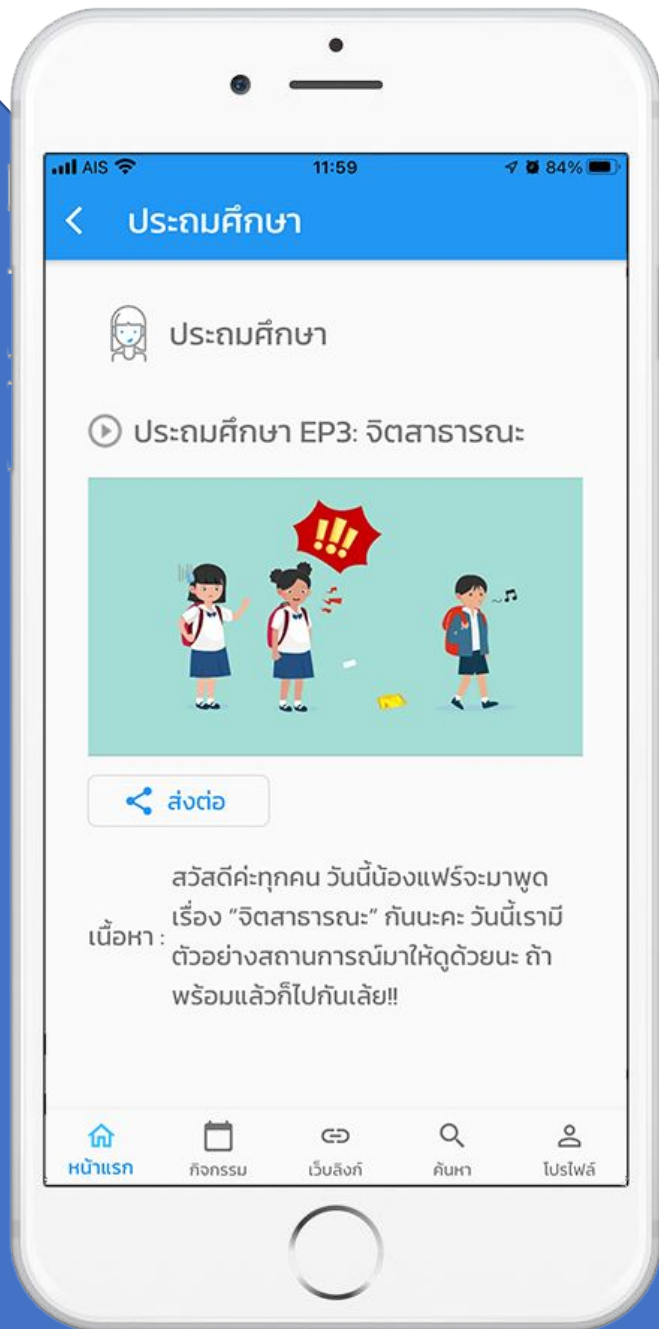 AIS 11:59 84%
ประถมศึกษา
ประถมศึกษา
ประถมศึกษา EP3: จิตสาธารณะ
!!!
ส่งต่อ
สวัสดีค่ะทุกคน วันนี้น้องแฟร์จะมาพูด
เรื่อง “จิตสาธารณะ“ กันนะคะ วันนี้เรามี
เนื้อหา :
ตัวอย่างสถานการณ์มาให้ดูด้วยนะ ถ้า
พร้อมแล้วก็ไปกันเล้ย!!
หน้าแรก กิจกรรม เว็บลิงก์ ค้นหา โปรไฟล์